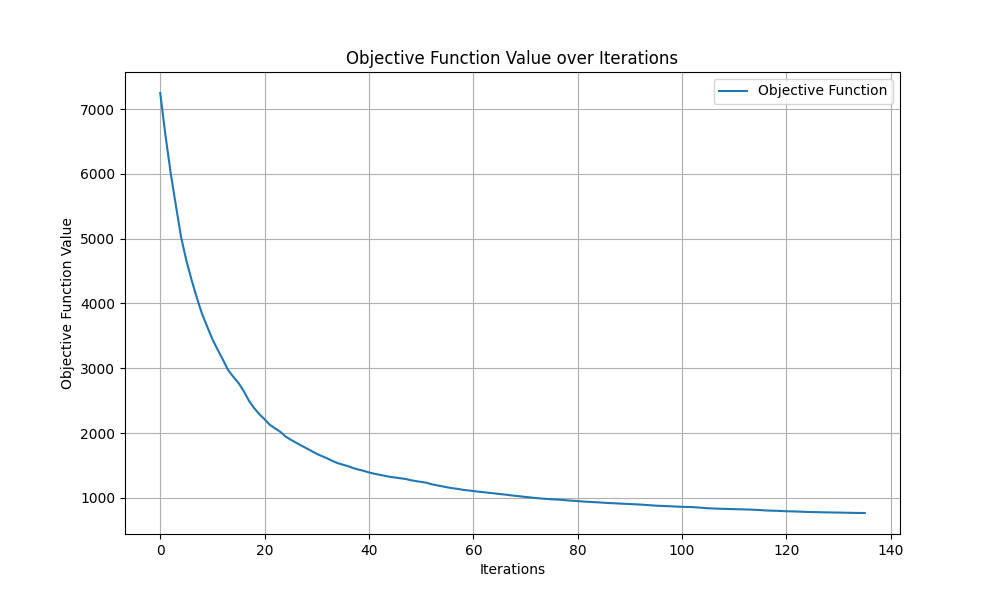 Objective Function Value over Iterations
Objective Function
7000
6000
5000
4000
3000
2000
1000
Objective Function Value
0 20 40 60 80 100 120 140
Iterations